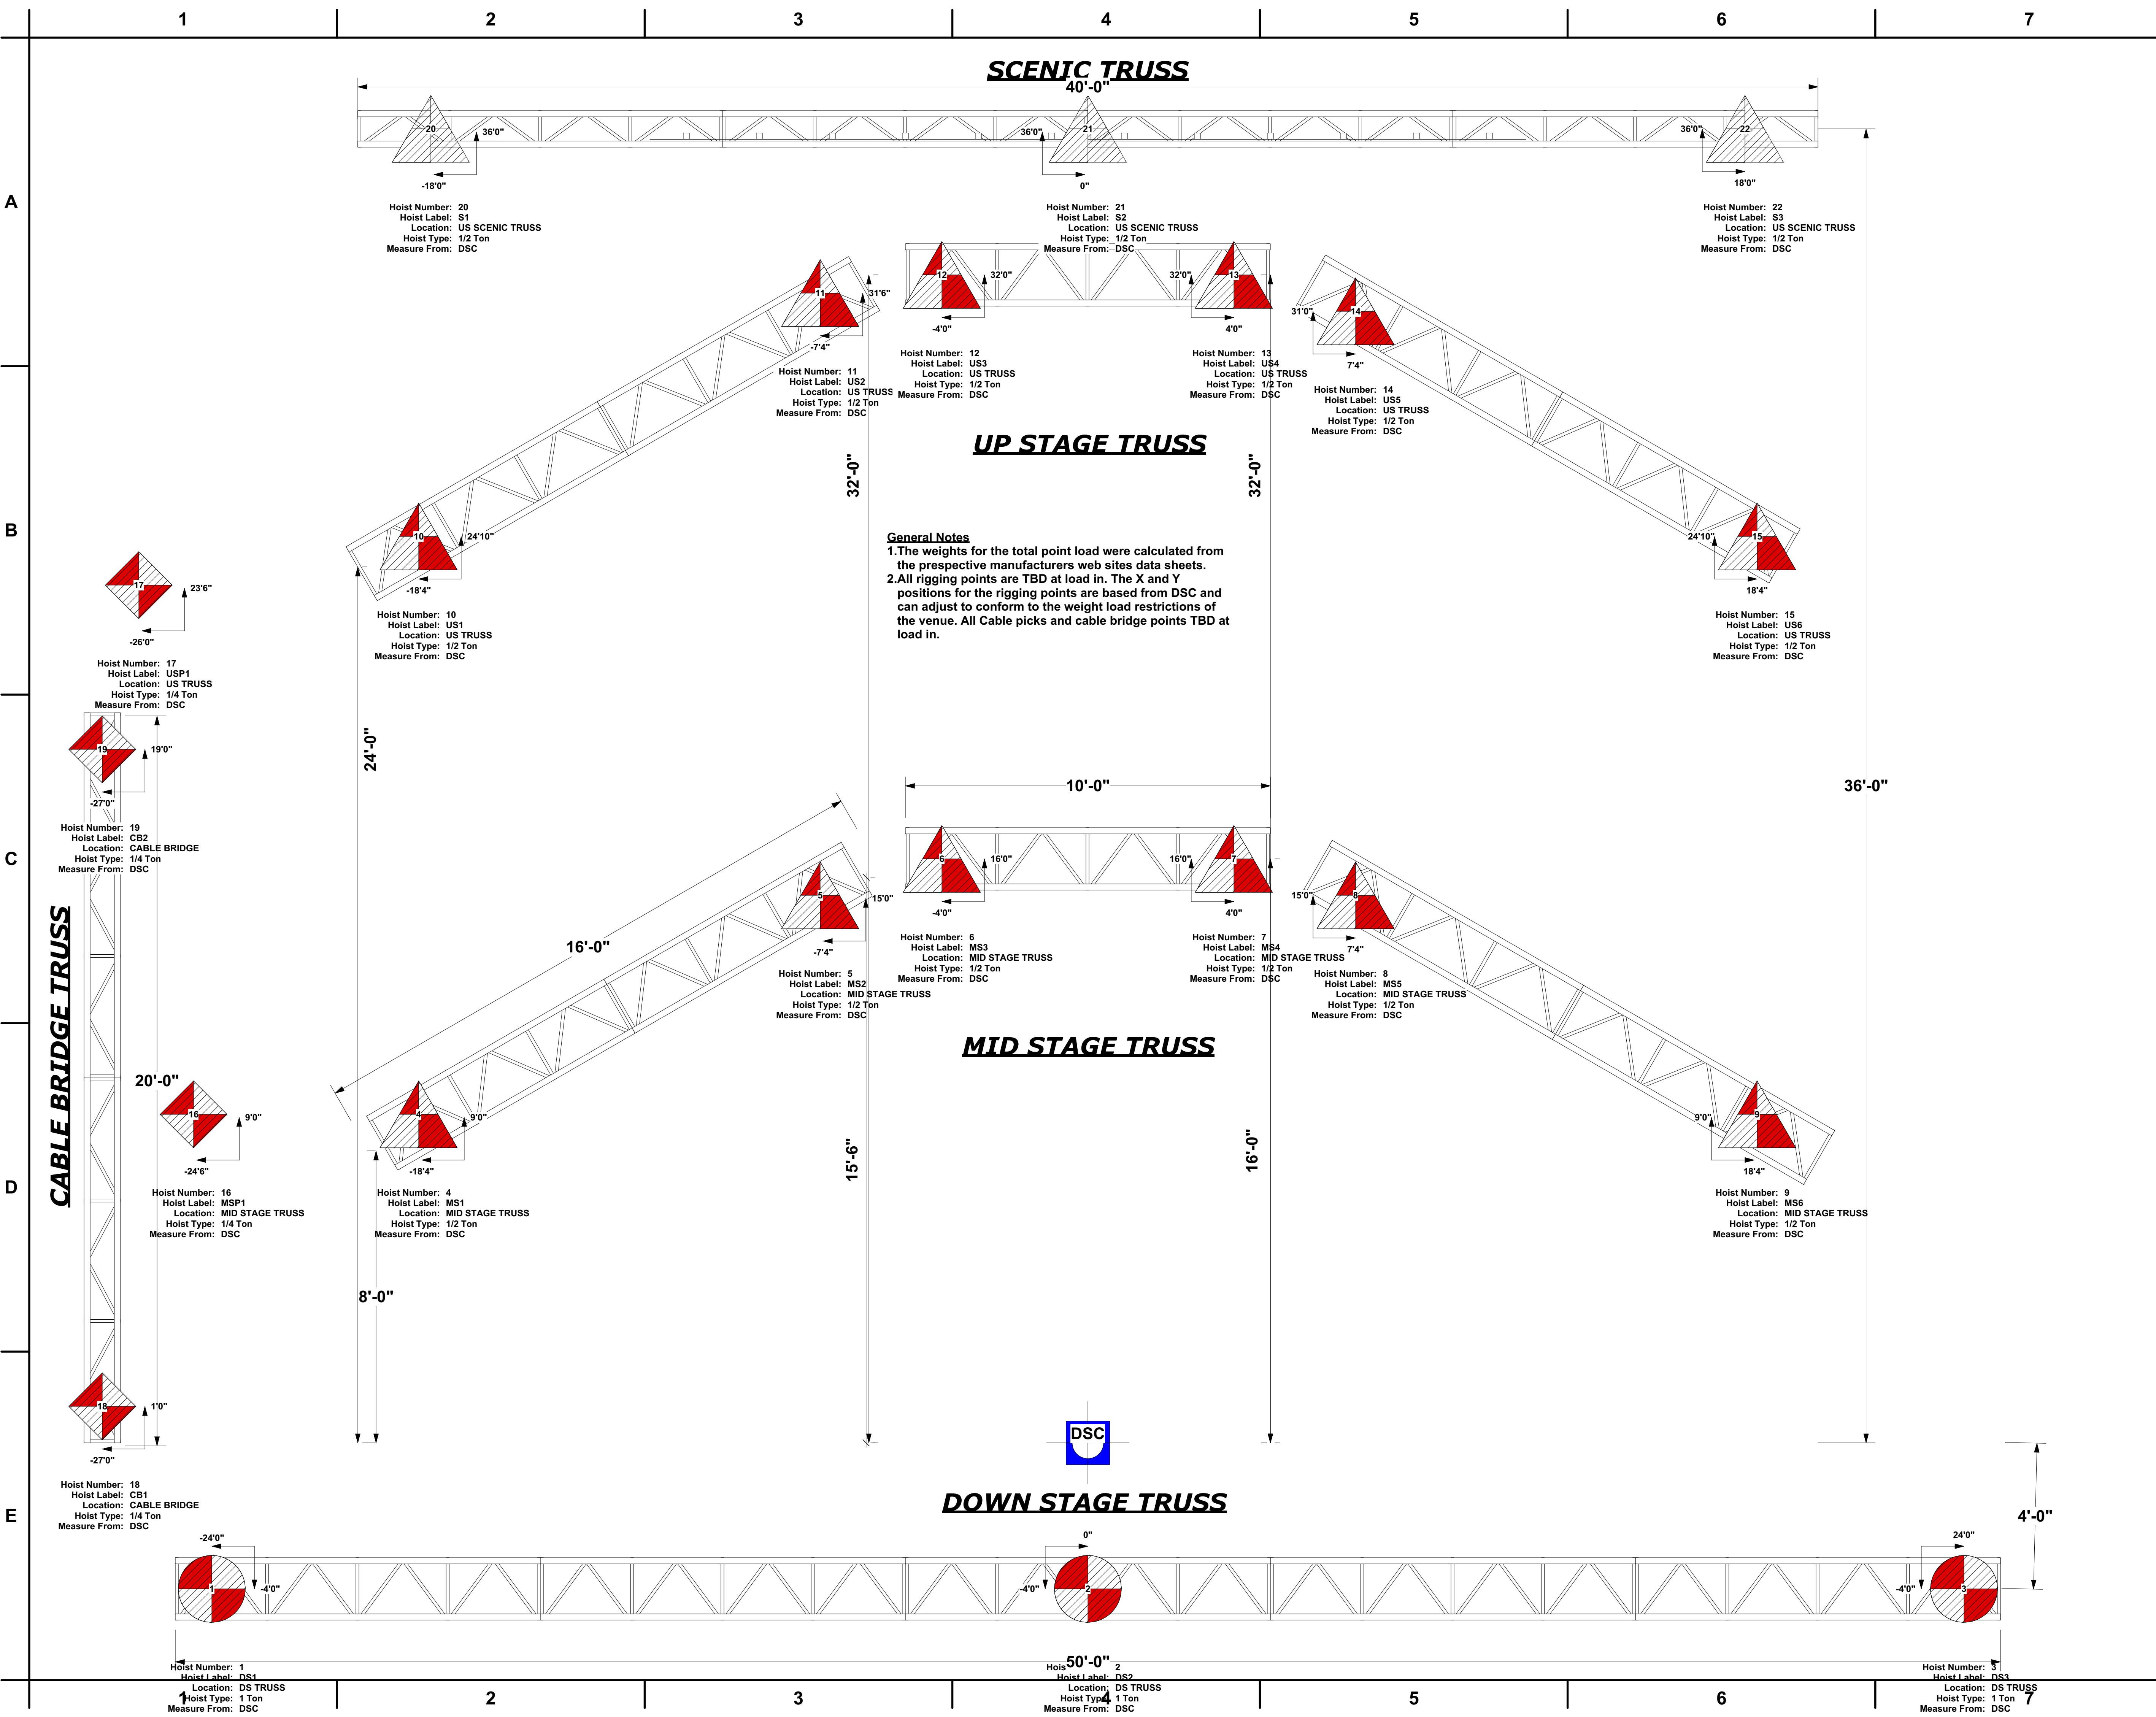 1 2 3 4 5 6 7
SCENIC TRUSS
40'-0"
20 36'0"
-18'0"
36'0" 21
0"
36'0" 22
18'0"
A
Hoist Number: 20
Hoist Label: S1
Location: US SCENIC TRUSS
Hoist Type: 1/2 Ton
Measure From: DSC
Hoist Number: 21
Hoist Label: S2
Location: US SCENIC TRUSS
Hoist Type: 1/2 Ton
Measure From: DSC
Hoist Number: 22
Hoist Label: S3
Location: US SCENIC TRUSS
Hoist Type: 1/2 Ton
Measure From: DSC
11 31'6"
-7'4"
Hoist Number: 11
Hoist Label: US2
Location: US TRUSS
Hoist Type: 1/2 Ton
Measure From: DSC
12 32'0"
-4'0"
Hoist Number: 12
Hoist Label: US3
Location: US TRUSS
Hoist Type: 1/2 Ton
Measure From: DSC
32'0" 13
4'0"
Hoist Number: 13
Hoist Label: US4
Location: US TRUSS
Hoist Type: 1/2 Ton
Measure From: DSC
31'0" 14
7'4"
Hoist Number: 14
Hoist Label: US5
Location: US TRUSS
Hoist Type: 1/2 Ton
Measure From: DSC
UP STAGE TRUSS
32'-0"
32'-0"
B
10 24'10"
-18'4"
Hoist Number: 10
Hoist Label: US1
Location: US TRUSS
Hoist Type: 1/2 Ton
Measure From: DSC
General Notes
1.The weights for the total point load were calculated from
the prespective manufacturers web sites data sheets.
2.All rigging points are TBD at load in. The X and Y
positions for the rigging points are based from DSC and
can adjust to conform to the weight load restrictions of
the venue. All Cable picks and cable bridge points TBD at
load in.
24'10" 15
18'4"
Hoist Number: 15
Hoist Label: US6
Location: US TRUSS
Hoist Type: 1/2 Ton
Measure From: DSC
17 23'6"
-26'0"
Hoist Number: 17
Hoist Label: USP1
Location: US TRUSS
Hoist Type: 1/4 Ton
Measure From: DSC
19 19'0"
-27'0"
Hoist Number: 19
Hoist Label: CB2
Location: CABLE BRIDGE
Hoist Type: 1/4 Ton
Measure From: DSC
24'-0"
10'-0"
36'-0"
C
16'-0"
5 15'0"
-7'4"
Hoist Number: 5
Hoist Label: MS2
Location: MID STAGE TRUSS
Hoist Type: 1/2 Ton
Measure From: DSC
6 16'0"
-4'0"
Hoist Number: 6
Hoist Label: MS3
Location: MID STAGE TRUSS
Hoist Type: 1/2 Ton
Measure From: DSC
16'0" 7
4'0"
Hoist Number: 7
Hoist Label: MS4
Location: MID STAGE TRUSS
Hoist Type: 1/2 Ton
Measure From: DSC
15'0" 8
7'4"
Hoist Number: 8
Hoist Label: MS5
Location: MID STAGE TRUSS
Hoist Type: 1/2 Ton
Measure From: DSC
MID STAGE TRUSS
CABLE BRIDGE TRUSS
20'-0"
D
16 9'0"
-24'6"
Hoist Number: 16
Hoist Label: MSP1
Location: MID STAGE TRUSS
Hoist Type: 1/4 Ton
Measure From: DSC
4 9'0"
-18'4"
Hoist Number: 4
Hoist Label: MS1
Location: MID STAGE TRUSS
Hoist Type: 1/2 Ton
Measure From: DSC
15'-6"
16'-0"
9'0" 9
18'4"
Hoist Number: 9
Hoist Label: MS6
Location: MID STAGE TRUSS
Hoist Type: 1/2 Ton
Measure From: DSC
8'-0"
18 1'0"
-27'0"
Hoist Number: 18
Hoist Label: CB1
Location: CABLE BRIDGE
Hoist Type: 1/4 Ton
Measure From: DSC
DSC
DOWN STAGE TRUSS
E
4'-0"
-24'0"
1 -4'0"
0"
-4'0" 2
24'0"
-4'0" 3
50'-0"
Hoist Number: 1
Hoist Label: DS1
Location: DS TRUSS
Hoist Type: 1 Ton
Measure From: DSC
Hois 2
Hoist Label: DS2
Location: DS TRUSS
Hoist Type: 1 Ton
Measure From: DSC
Hoist Number: 3
Hoist Label: DS3
Location: DS TRUSS
Hoist Type: 1 Ton
Measure From: DSC
1 2 3 4 5 6 7